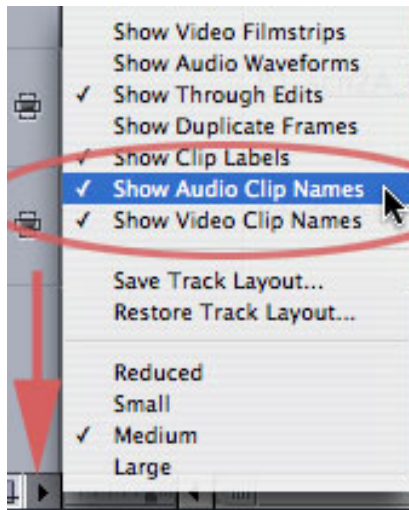 Show Video Filmstrips
Show Audio Waveforms
✓ Show Through Edits
Show Duplicate Frames
✓ Show Clip Labels
✓ Show Audio Clip Names
✓ Show Video Clip Names
Save Track Layout...
Restore Track Layout...
Reduced
Small
✓ Medium
Large